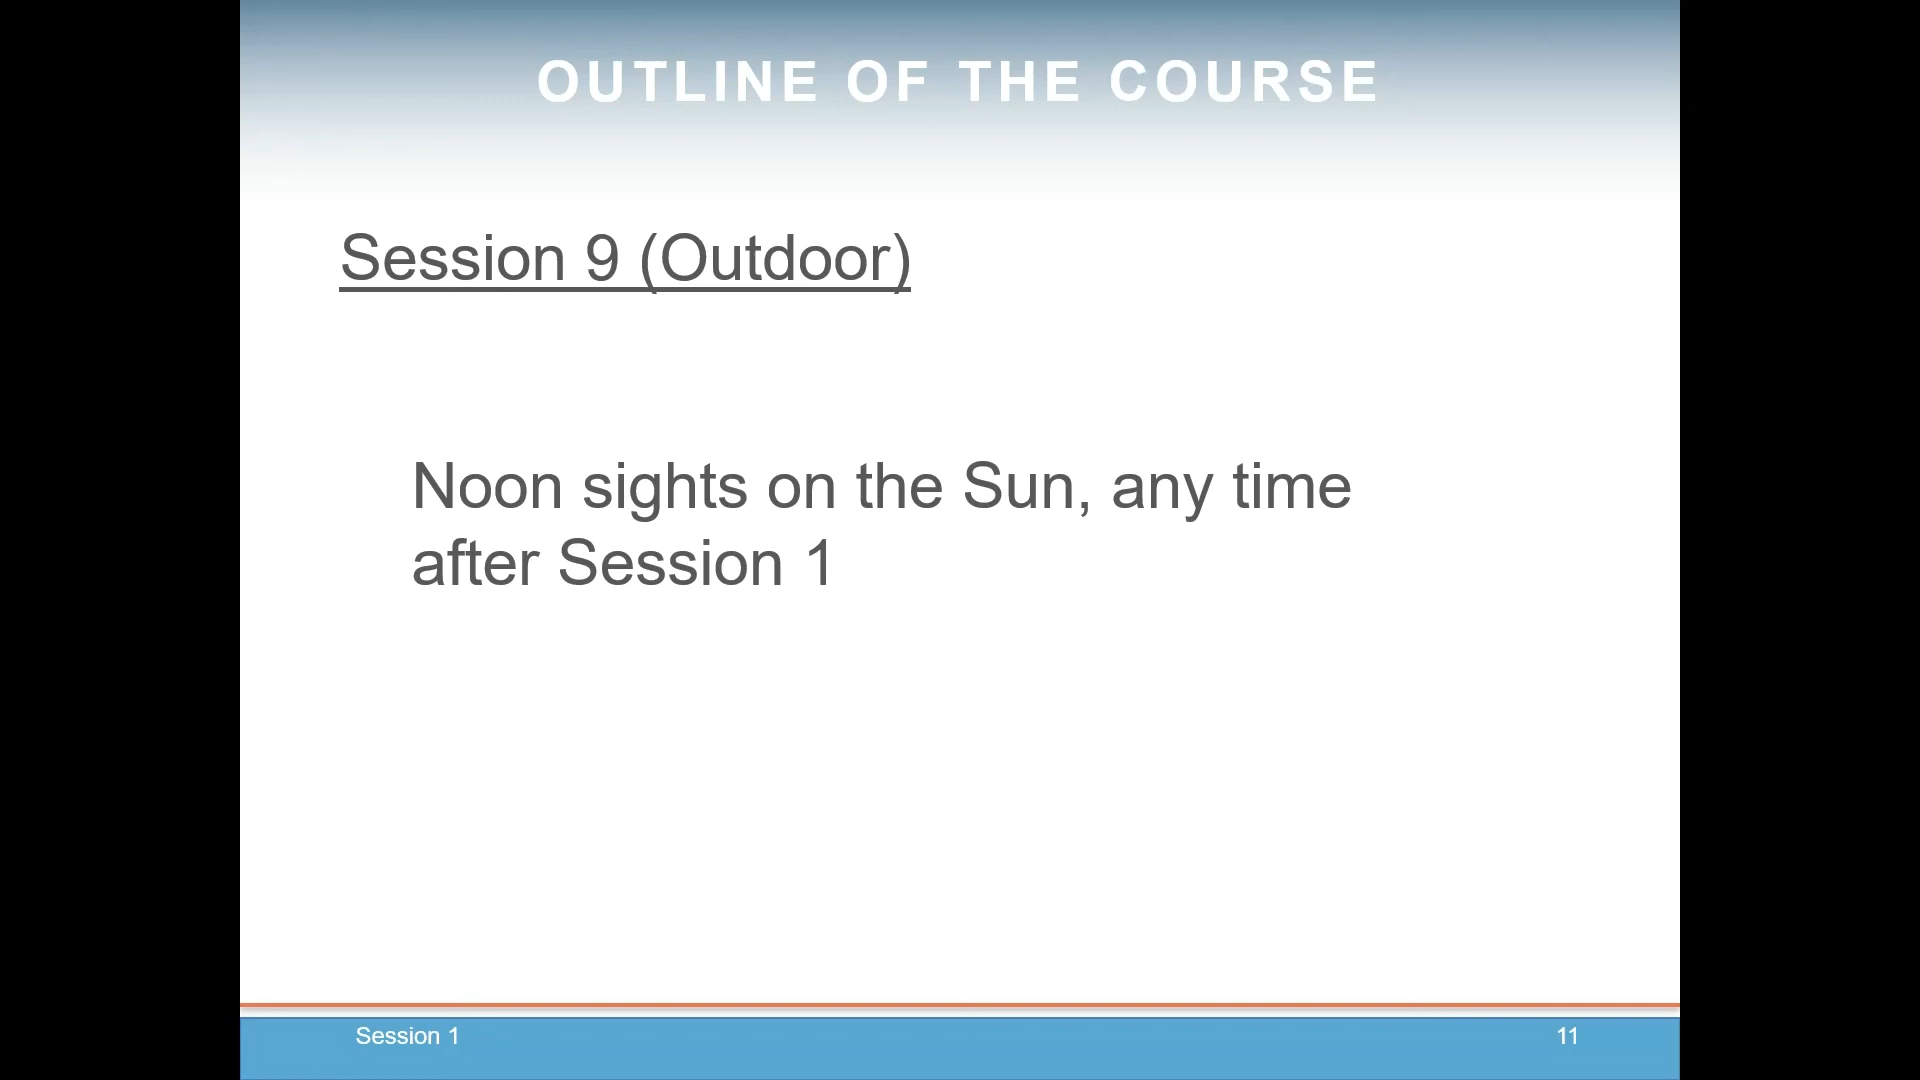 OUTLINE OF THE COURSE
Session 9 (Outdoor)
Noon sights on the Sun, any time
after Session 1
Session 1
11